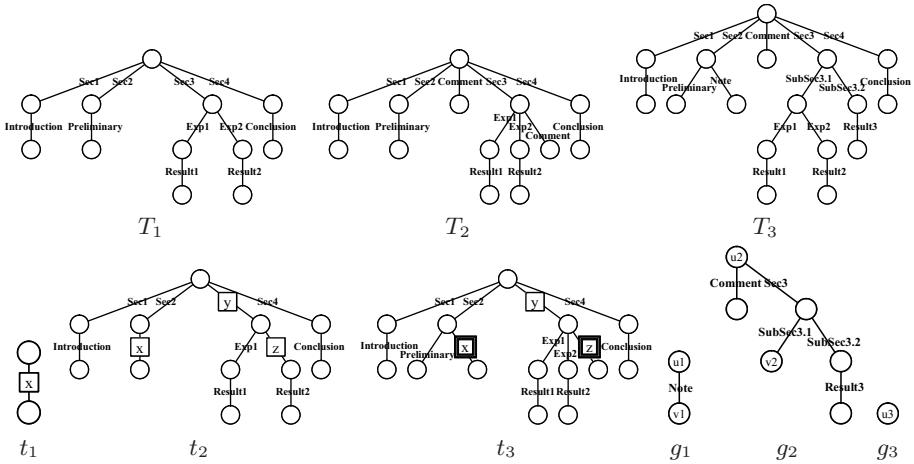 Sec1 Sec2 Sec3 Sec4
Introduction Preliminary Exp1 Exp2 Conclusion
Result1 Result2
T1
Sec1 Sec2 Comment Sec3 Sec4
Introduction Preliminary Exp1 Exp2 Comment Conclusion
Result1 Result2
T2
Sec1 Sec2 Comment Sec3 Sec4
Introduction Preliminary Note SubSec3.1 SubSec3.2 Conclusion
Exp1 Exp2 Result3
Result1 Result2
T3
x
t1
Sec1 Sec2 y Sec4
Introduction x Exp1 z Conclusion
Result1 Result2
t2
Sec1 Sec2 y Sec4
Introduction Preliminary x Exp1 Exp2 z Conclusion
Result1 Result2
t3
u1
Note
v1
g1
u2
Comment Sec3
SubSec3.1 SubSec3.2
v2
Result3
g2
u3
g3